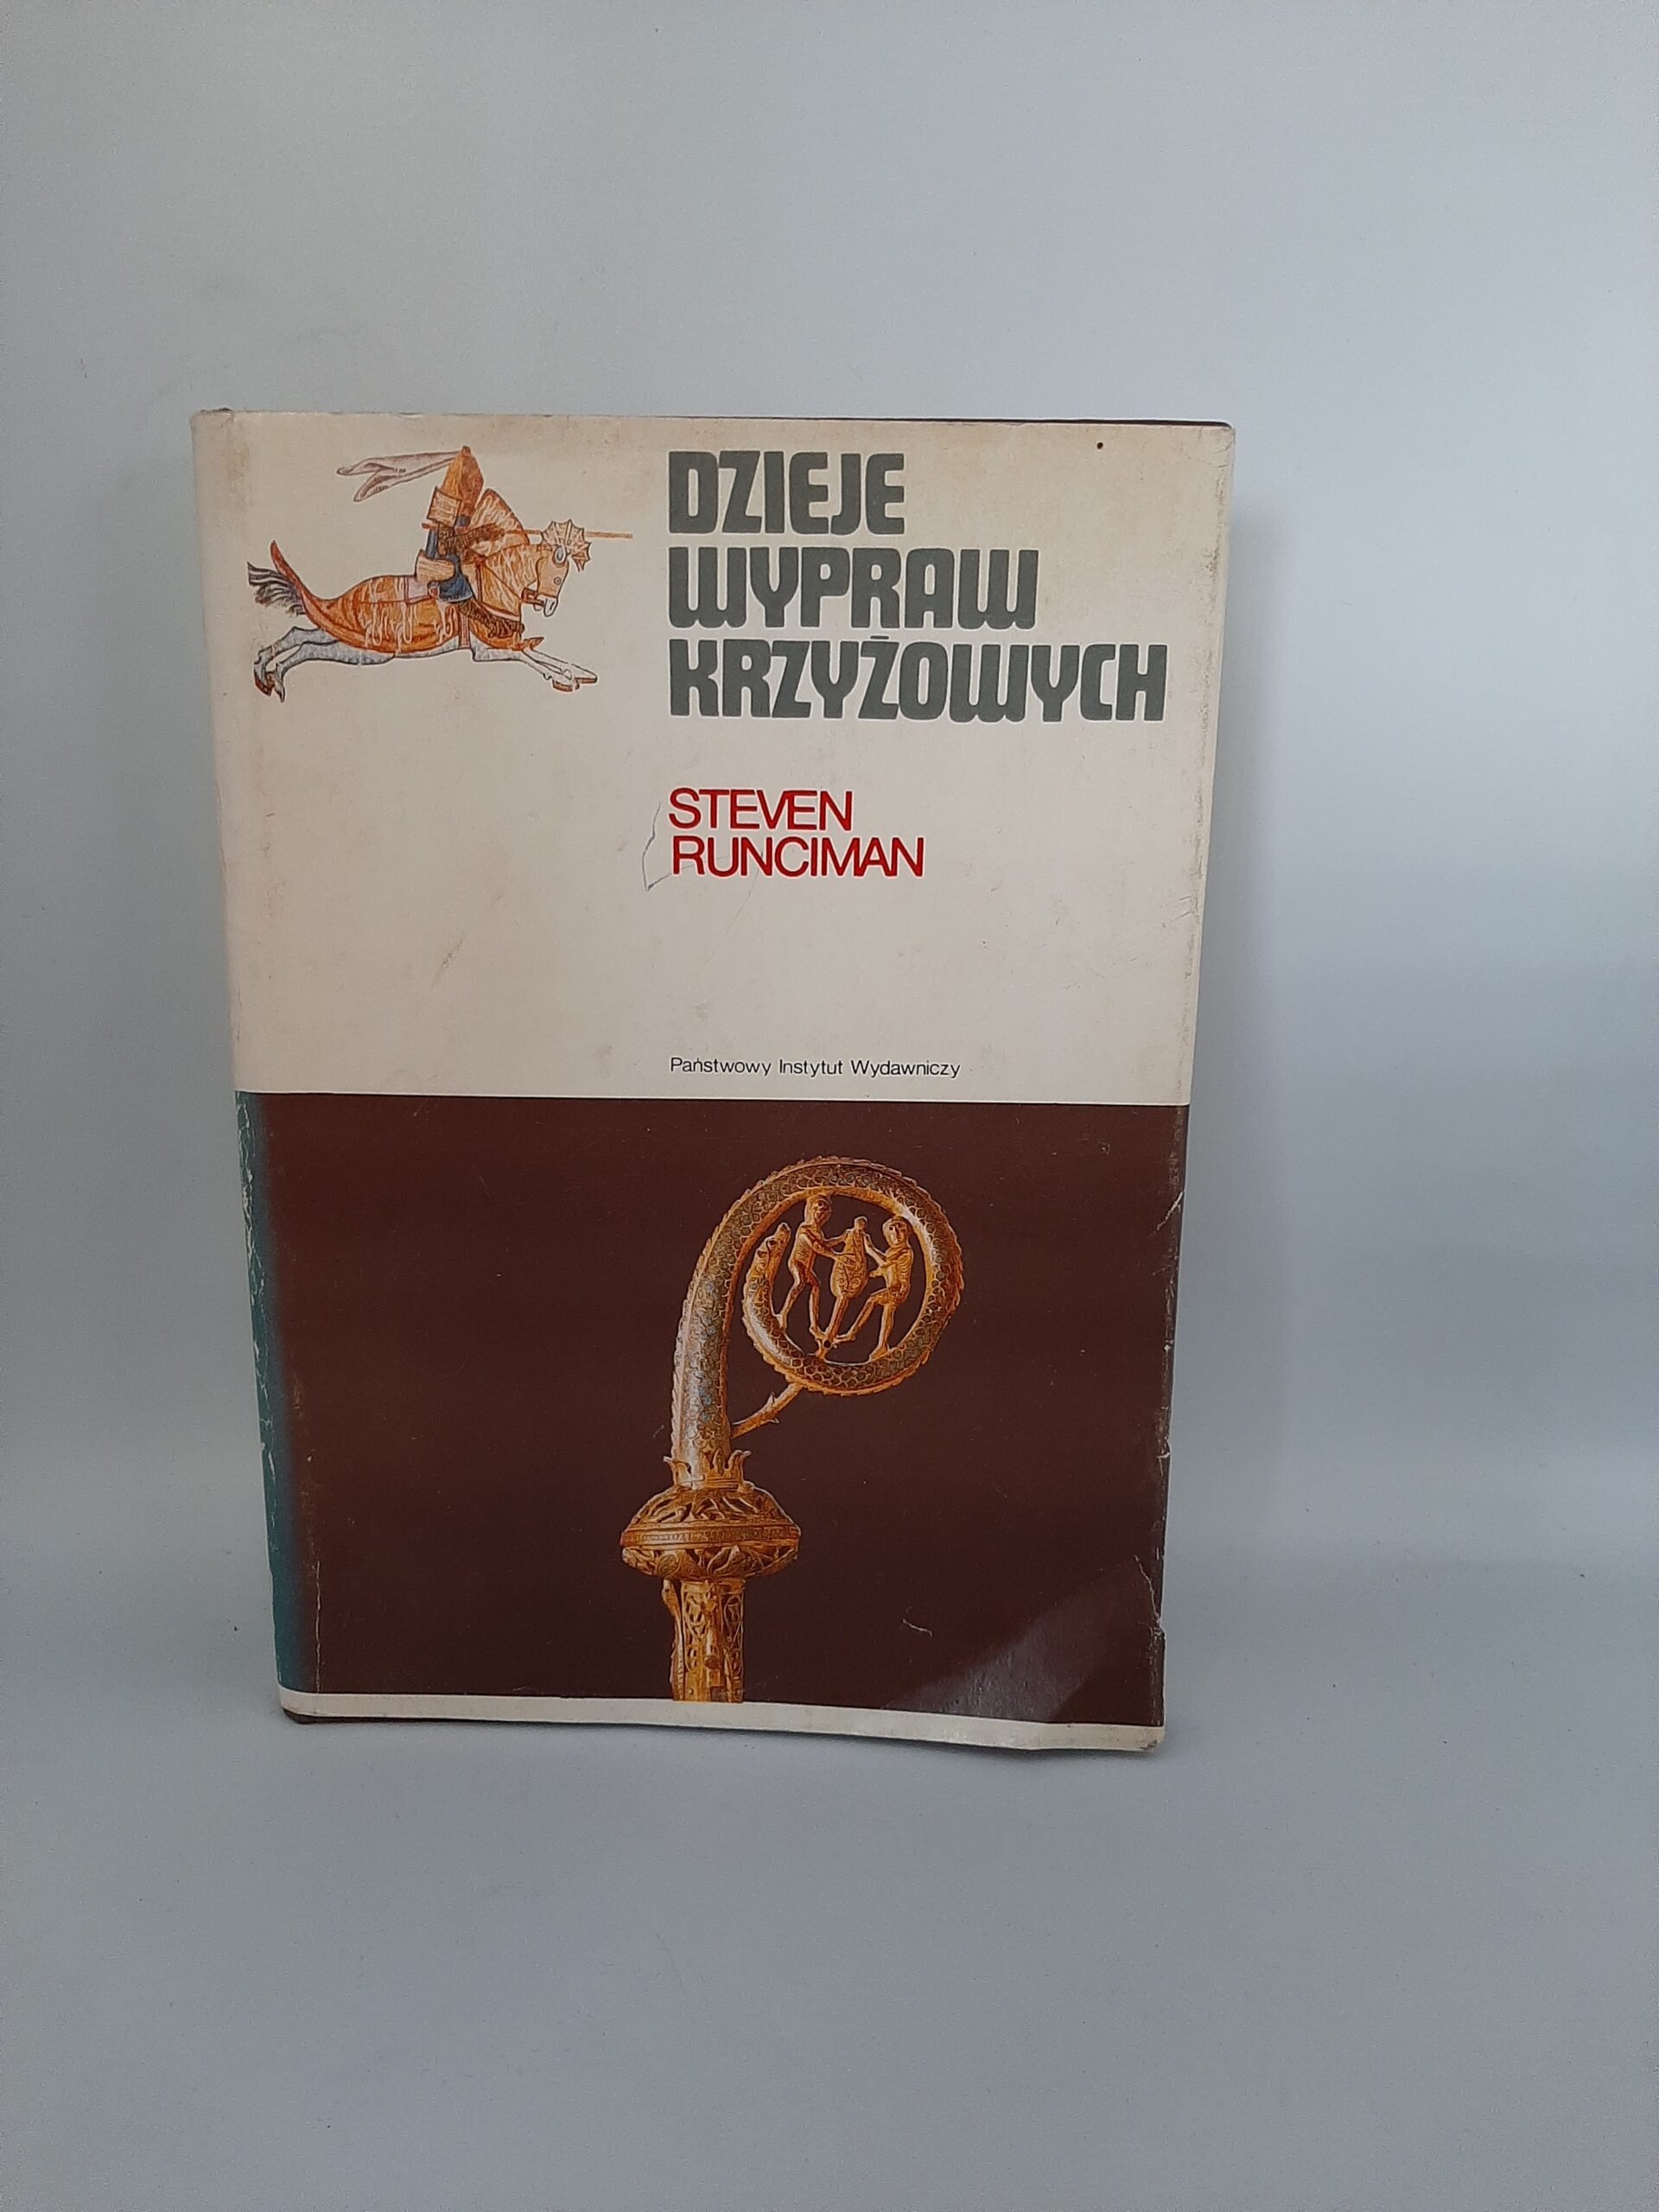 DZIEJE
WYPRAW
KRZYŻOWYCH
STEVEN
RUNCIMAN
Państwowy Instytut Wydawniczy